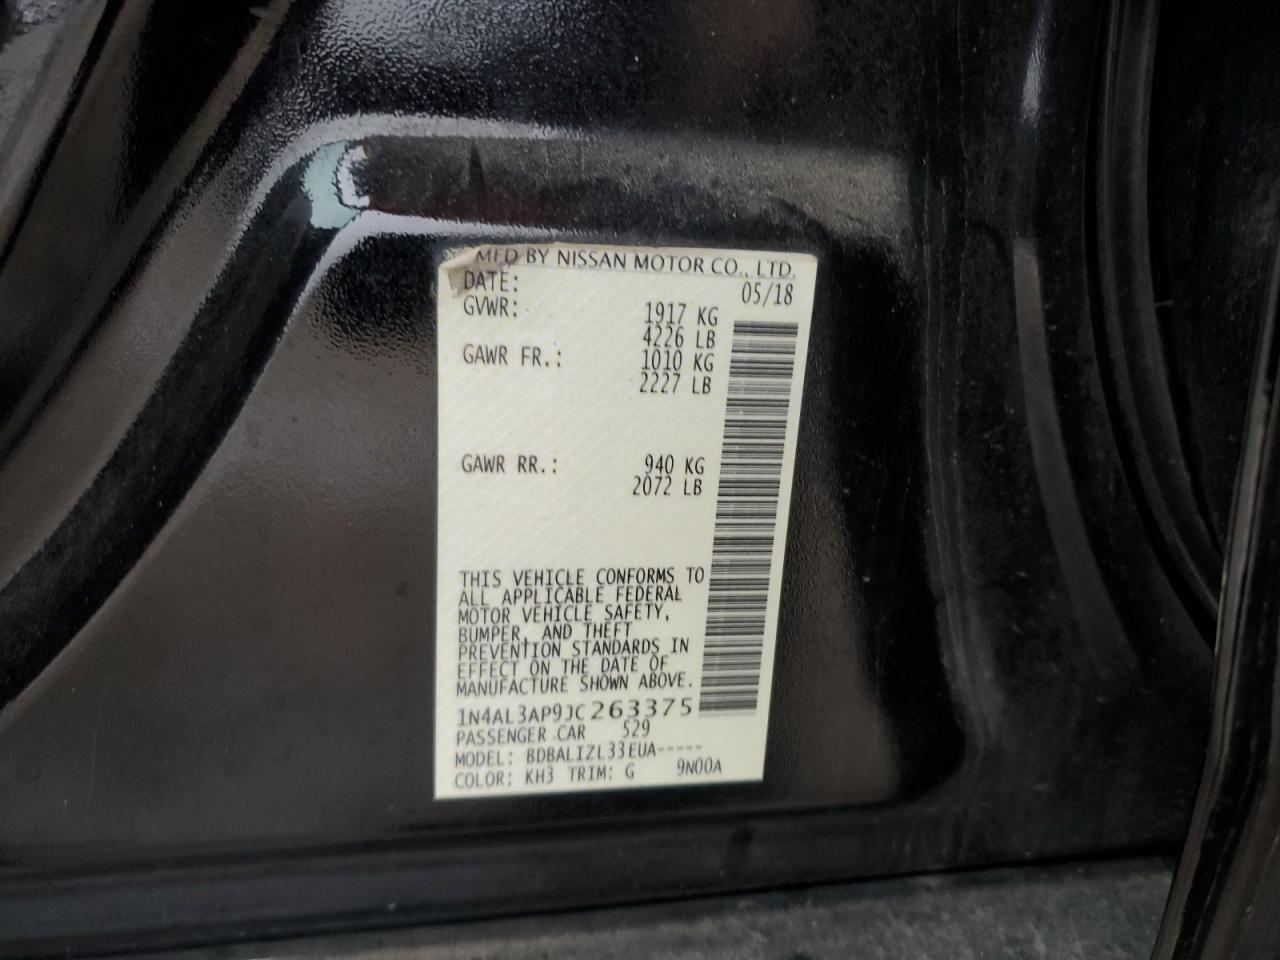 MFD BY NISSAN MOTOR CO., LTD.
DATE: 05/18
GVWR: 1917 KG
4226 LB
GAWR FR.: 1010 KG
2227 LB
GAWR RR.: 940 KG
2072 LB
THIS VEHICLE CONFORMS TO
ALL APPLICABLE FEDERAL
MOTOR VEHICLE SAFETY,
BUMPER, AND THEFT
PREVENTION STANDARDS IN
EFFECT ON THE DATE OF
MANUFACTURE SHOWN ABOVE.
1N4AL3AP9JC263375
PASSENGER CAR 529
MODEL: BDBALIZL33EUA-----
COLOR: KH3 TRIM: G 9N00A